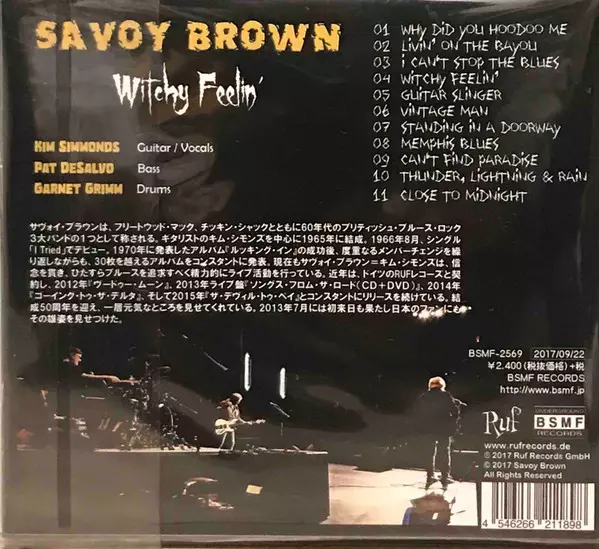 SAVOY BROWN
Witchy Feelin'
KIM SIMMONDS Guitar / Vocals
PAT DESALVO Bass
GARNET GRIMM Drums
01 WHY DID YOU HOODOO ME
02 LIVIN' ON THE BAYOU
03 I CAN'T STOP THE BLUES
04 WITCHY FEELIN'
05 GUITAR SLINGER
06 VINTAGE MAN
07 STANDING IN A DOORWAY
08 MEMPHIS BLUES
09 CAN'T FIND PARADISE
10 THUNDER, LIGHTNING & RAIN
11 CLOSE TO MIDNIGHT
サヴォイ・ブラウンは、フリートウッド・マック、チッキン・シャックとともに60年代のブリティッシュ・ブルース・ロック
3大バンドの1つとして称される。ギタリストのキム・シモンズを中心に1965年に結成。1966年8月、シングル
「I Tried」でデビュー。1970年に発表したアルバム『ルッキング・イン』の成功後、度重なるメンバーチェンジを繰
り返しながらも、30枚を越えるアルバムをコンスタントに発表。現在もサヴォイ・ブラウン=キム・シモンスは、信
念を貫き、ひたすらブルースを追求すべく精力的にライブ活動を行っている。近年は、ドイツのRUFレコーズと契
約し、2012年『ウードゥー・ムーン』、2013年ライブ盤『ソングス・フロム・ザ・ロード(CD+DVD)』、2014年
『ゴーイング・トゥ・ザ・デルタ』、そして2015年『ザ・デヴィル・トゥ・ペイ』とコンスタントにリリースを続けている。結
成50周年を迎え、一層元気なところを見せてくれている。2013年7月には初来日も果たし日本のファンにも
その雄姿を見せつけた。
BSMF-2569 2017/09/22
¥2.400(税抜価格)+税
BSMF RECORDS
http://www.bsmf.jp
Ruf
UNDERGROUND
BSMF
RECORDS
www.rufrecords.de
℗ 2017 Ruf Records GmbH
© 2017 Savoy Brown
All Rights Reserved
4 546266 211898